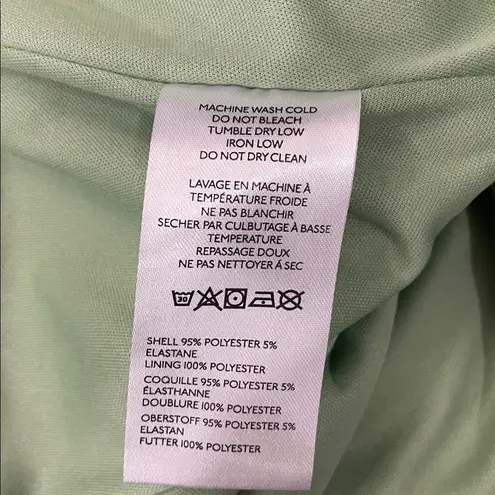 MACHINE WASH COLD
DO NOT BLEACH
TUMBLE DRY LOW
IRON LOW
DO NOT DRY CLEAN
LAVAGE EN MACHINE À
TEMPÉRATURE FROIDE
NE PAS BLANCHIR
SECHER PAR CULBUTAGE À BASSE
TEMPERATURE
REPASSAGE DOUX
NE PAS NETTOYER Á SEC
30
SHELL 95% POLYESTER 5%
ELASTANE
LINING 100% POLYESTER
COQUILLE 95% POLYESTER 5%
ÉLASTHANNE
DOUBLURE 100% POLYESTER
OBERSTOFF 95% POLYESTER 5%
ELASTAN
FUTTER 100% POLYESTER